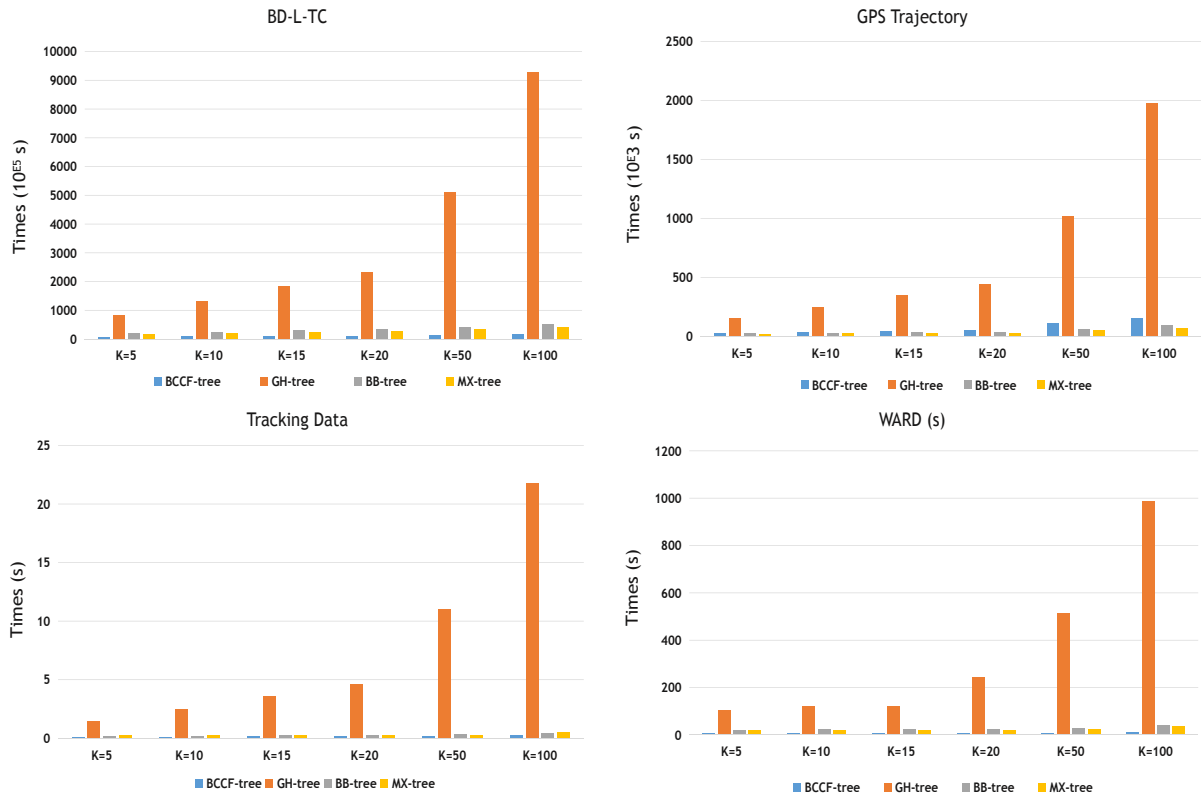 BD-L-TC
Times (10ᴱ⁵ s)
10000
9000
8000
7000
6000
5000
4000
3000
2000
1000
0
K=5 K=10 K=15 K=20 K=50 K=100
BCCF-tree GH-tree BB-tree MX-tree
GPS Trajectory
Times (10ᴱ3 s)
2500
2000
1500
1000
500
0
K=5 K=10 K=15 K=20 K=50 K=100
BCCF-tree GH-tree BB-tree MX-tree
Tracking Data
Times (s)
25
20
15
10
5
0
K=5 K=10 K=15 K=20 K=50 K=100
BCCF-tree GH-tree BB-tree MX-tree
WARD (s)
Times (s)
1200
1000
800
600
400
200
0
K=5 K=10 K=15 K=20 K=50 K=100
BCCF-tree GH-tree BB-tree MX-tree